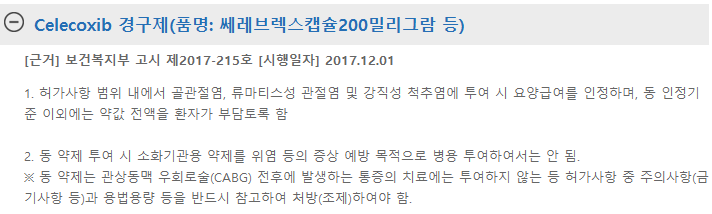 Celecoxib 경구제(품명: 쎄레브렉스캡슐200밀리그람 등)
[근거] 보건복지부 고시 제2017-215호 [시행일자] 2017.12.01
1. 허가사항 범위 내에서 골관절염, 류마티스성 관절염 및 강직성 척추염에 투여 시 요양급여를 인정하며, 동 인정기
준 이외에는 약값 전액을 환자가 부담토록 함
2. 동 약제 투여 시 소화기관용 약제를 위염 등의 증상 예방 목적으로 병용 투여하여서는 안 됨.
※ 동 약제는 관상동맥 우회로술(CABG) 전후에 발생하는 통증의 치료에는 투여하지 않는 등 허가사항 중 주의사항(금
기사항 등)과 용법용량 등을 반드시 참고하여 처방(조제)하여야 함.